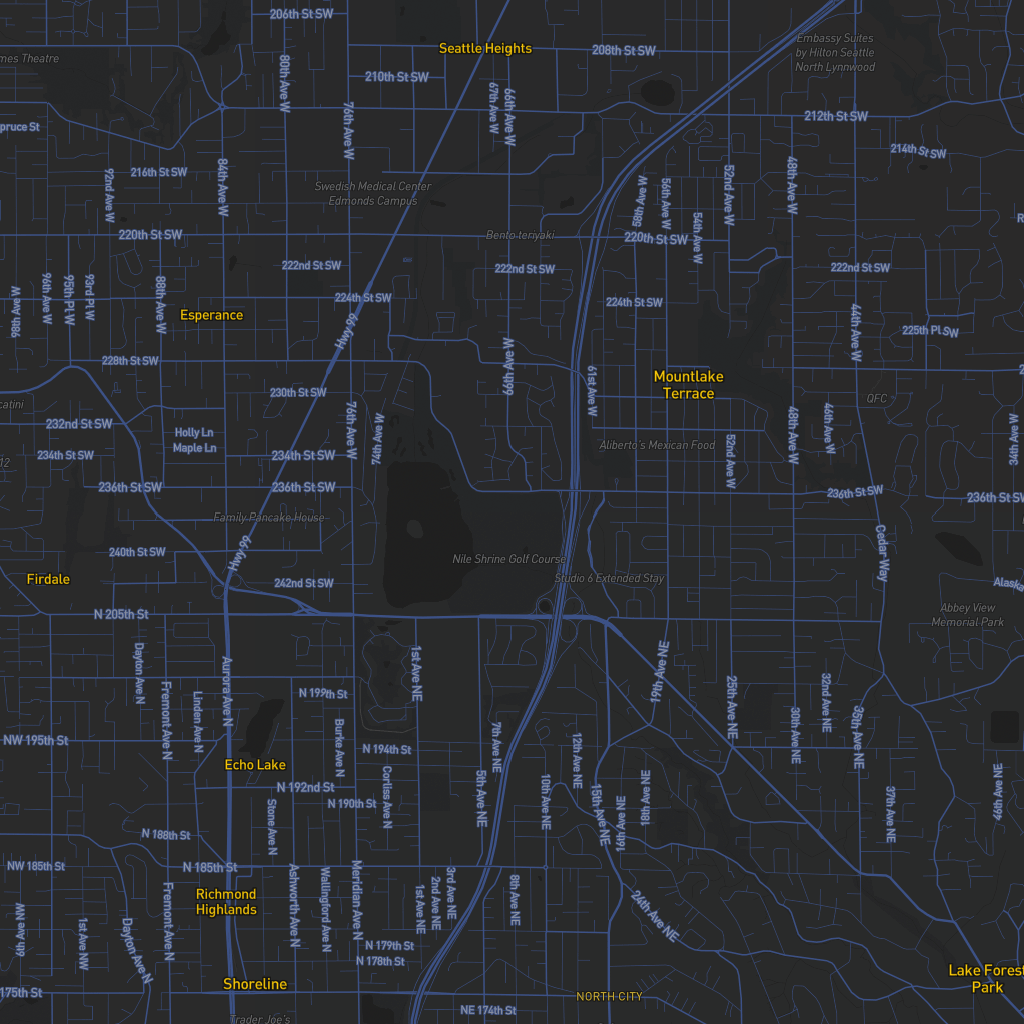 206th St SW
Seattle Heights
208th St SW
Embassy Suites
by Hilton Seattle
North Lynnwood
mes Theatre
80th Ave W
210th St SW
67th Ave W
66th Ave W
76th Ave W
212th St SW
pruce St
214th St SW
92nd Ave W
216th St SW
84th Ave W
Swedish Medical Center
Edmonds Campus
58th Ave W
56th Ave W
54th Ave W
52nd Ave W
48th Ave W
R
220th St SW
Bento teriyaki
220th St SW
222nd St SW
222nd St SW
222nd St SW
98th Ave W
96th Ave W
95th Pl W
93rd Pl W
88th Ave W
224th St SW
224th St SW
Esperance
Hwy 99
44th Ave W
225th Pl SW
228th St SW
66th Ave W
61st Ave W
Mountlake
Terrace
2
230th St SW
QFC
catini
232nd St SW
Holly Ln
Maple Ln
76th Ave W
74th Ave W
48th Ave W
46th Ave W
34th Ave W
Aliberto's Mexican Food
52nd Ave W
234th St SW
234th St SW
12
236th St SW
236th St SW
236th St SW
236th St SW
Family Pancake House
Cedar Way
240th St SW
Hwy 99
Nile Shrine Golf Course
Studio 6 Extended Stay
Firdale
242nd St SW
Alaska
N 205th St
Abbey View
Memorial Park
Dayton Ave N
Fremont Ave N
Linden Ave N
Aurora Ave N
1st Ave NE
19th Ave NE
N 199th St
25th Ave NE
30th Ave NE
32nd Ave NE
35th Ave NE
NW 195th St
Burke Ave N
N 194th St
7th Ave NE
12th Ave NE
Echo Lake
N 192nd St
Corliss Ave N
5th Ave NE
10th Ave NE
15th Ave NE
16th Ave NE
18th Ave NE
37th Ave NE
46th Ave NE
Stone Ave N
N 190th St
N 188th St
NW 185th St
N 185th St
Richmond
Highlands
6th Ave NW
1st Ave NW
Dayton Ave N
Fremont Ave N
Ashworth Ave N
Wallingford Ave N
Meridian Ave N
1st Ave NE
2nd Ave NE
3rd Ave NE
8th Ave NE
24th Ave NE
N 179th St
N 178th St
Shoreline
Lake Forest
Park
175th St
NORTH CITY
NE 174th St
Trader Joe's